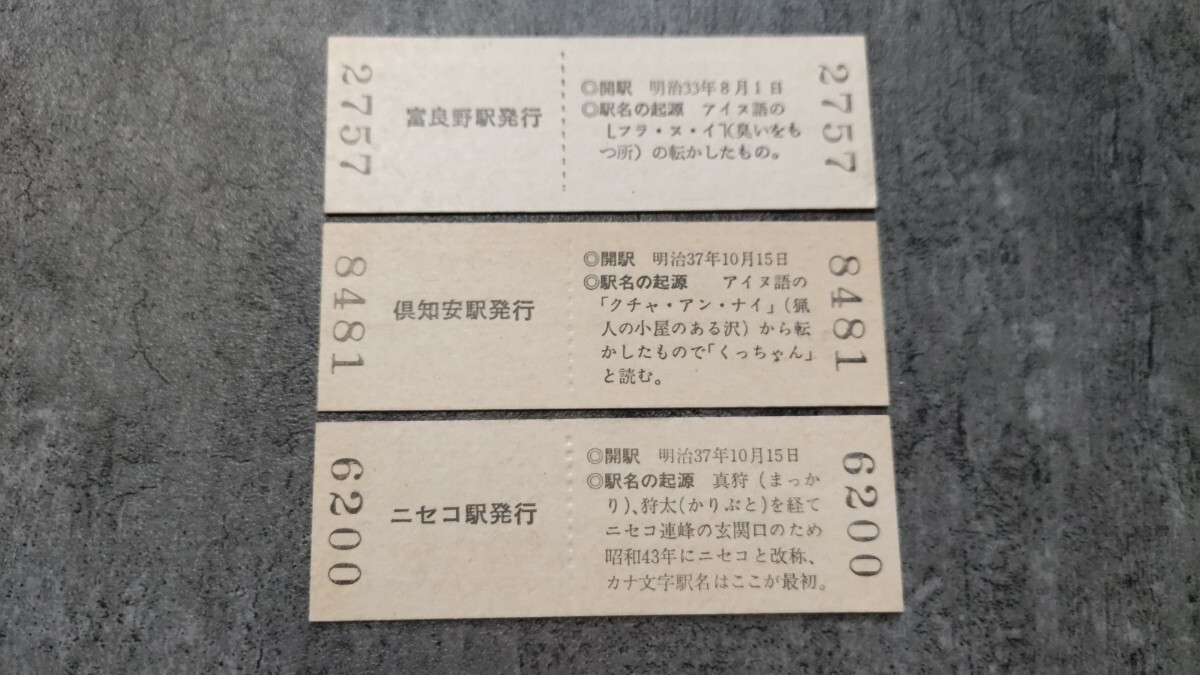 2757
富良野駅発行
◎開駅 明治33年8月1日
◎駅名の起源 アイヌ語の
「フラ・ヌ・イ」(臭いをも
つ所)の転かしたもの。
2757
8481
倶知安駅発行
◎開駅 明治37年10月15日
◎駅名の起源 アイヌ語の
「クチャ・アン・ナイ」(猟
人の小屋のある沢)から転
かしたもので「くっちゃん」
と読む。
8481
6200
ニセコ駅発行
◎開駅 明治37年10月15日
◎駅名の起源 真狩(まっか
り)、狩太(かりぶと)を経て
ニセコ連峰の玄関口のため
昭和43年にニセコと改称、
カナ文字駅名はここが最初。
6200